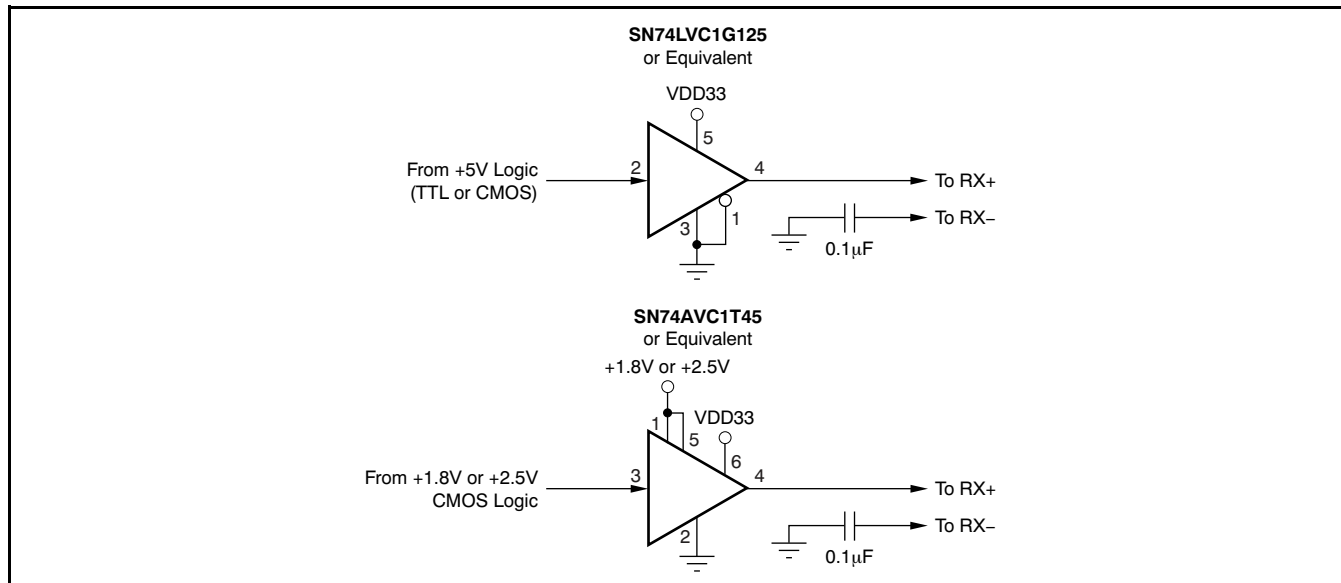 SN74LVC1G125
or Equivalent
VDD33
5
From +5V Logic
(TTL or CMOS)
2
4
To RX+
3
1
To RX−
0.1μF
SN74AVC1T45
or Equivalent
+1.8V or +2.5V
VDD33
1
5
6
From +1.8V or +2.5V
CMOS Logic
3
4
To RX+
2
To RX−
0.1μF